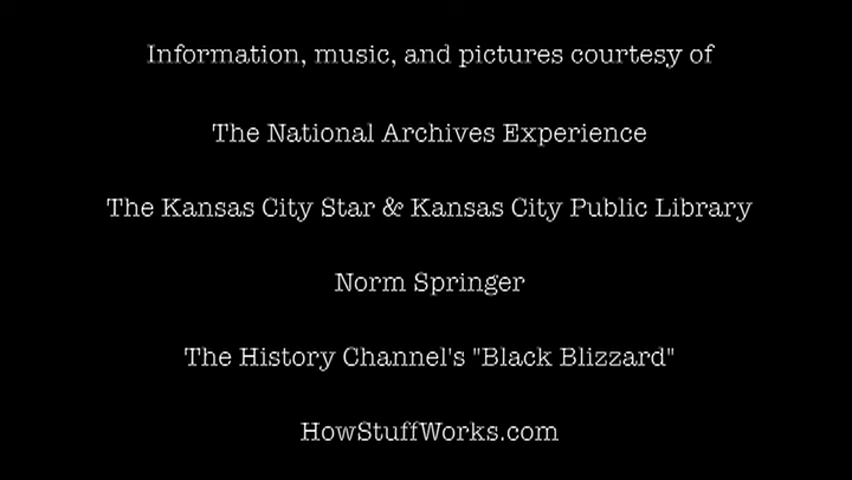 Information, music, and pictures courtesy of
The National Archives Experience
The Kansas City Star & Kansas City Public Library
Norm Springer
The History Channel's "Black Blizzard"
HowStuffWorks.com